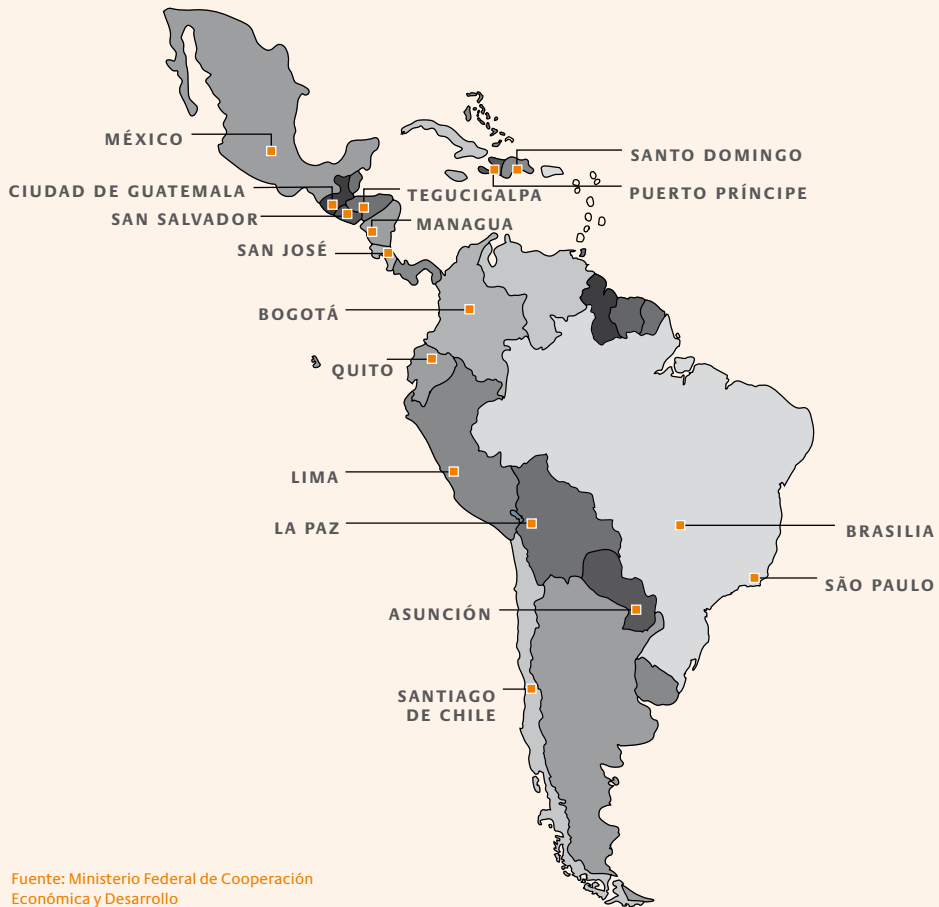 MÉXICO
SANTO DOMINGO
CIUDAD DE GUATEMALA
TEGUCIGALPA
PUERTO PRÍNCIPE
SAN SALVADOR
MANAGUA
SAN JOSÉ
BOGOTÁ
QUITO
LIMA
LA PAZ
BRASILIA
SÃO PAULO
ASUNCIÓN
SANTIAGO
DE CHILE
Fuente: Ministerio Federal de Cooperación
Económica y Desarrollo